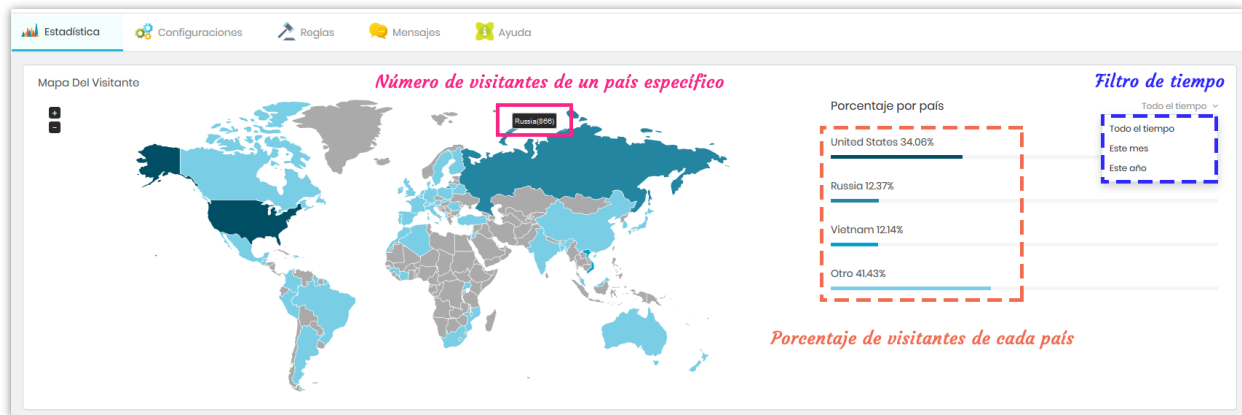 Estadística
Configuraciones
Reglas
Mensajes
Ayuda
Mapa Del Visitante
Número de visitantes de un país específico
Filtro de tiempo
+
-
Russia(866)
Porcentaje por país
Todo el tiempo
Todo el tiempo
Este mes
Este año
United States 34.06%
Russia 12.37%
Vietnam 12.14%
Otro 41.43%
Porcentaje de visitantes de cada país